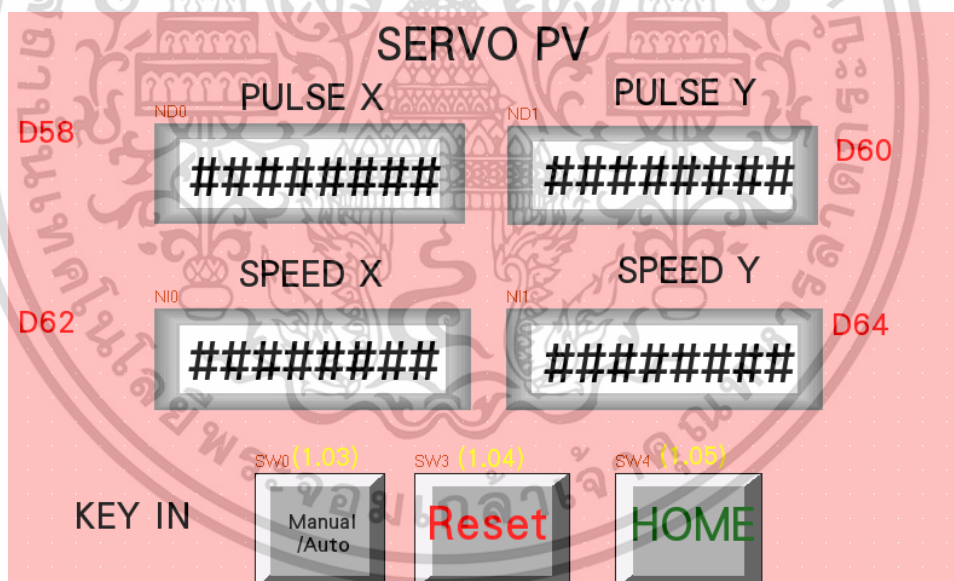 SERVO PV
PULSE X
PULSE Y
ND0
ND1
D58
D60
########
########
SPEED X
SPEED Y
NI0
NI1
D62
D64
########
########
SW0 (1.03)
SW3 (1.04)
SW4 (1.05)
KEY IN
Manual
/Auto
Reset
HOME